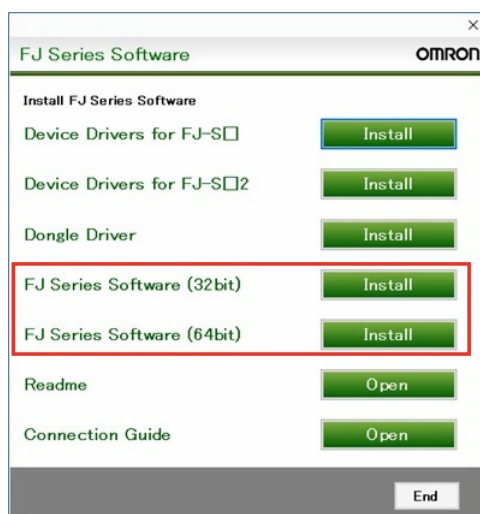 FJ Series Software OMRON
Install FJ Series Software
Device Drivers for FJ-S□ Install
Device Drivers for FJ-S□2 Install
Dongle Driver Install
FJ Series Software (32bit) Install
FJ Series Software (64bit) Install
Readme Open
Connection Guide Open
End